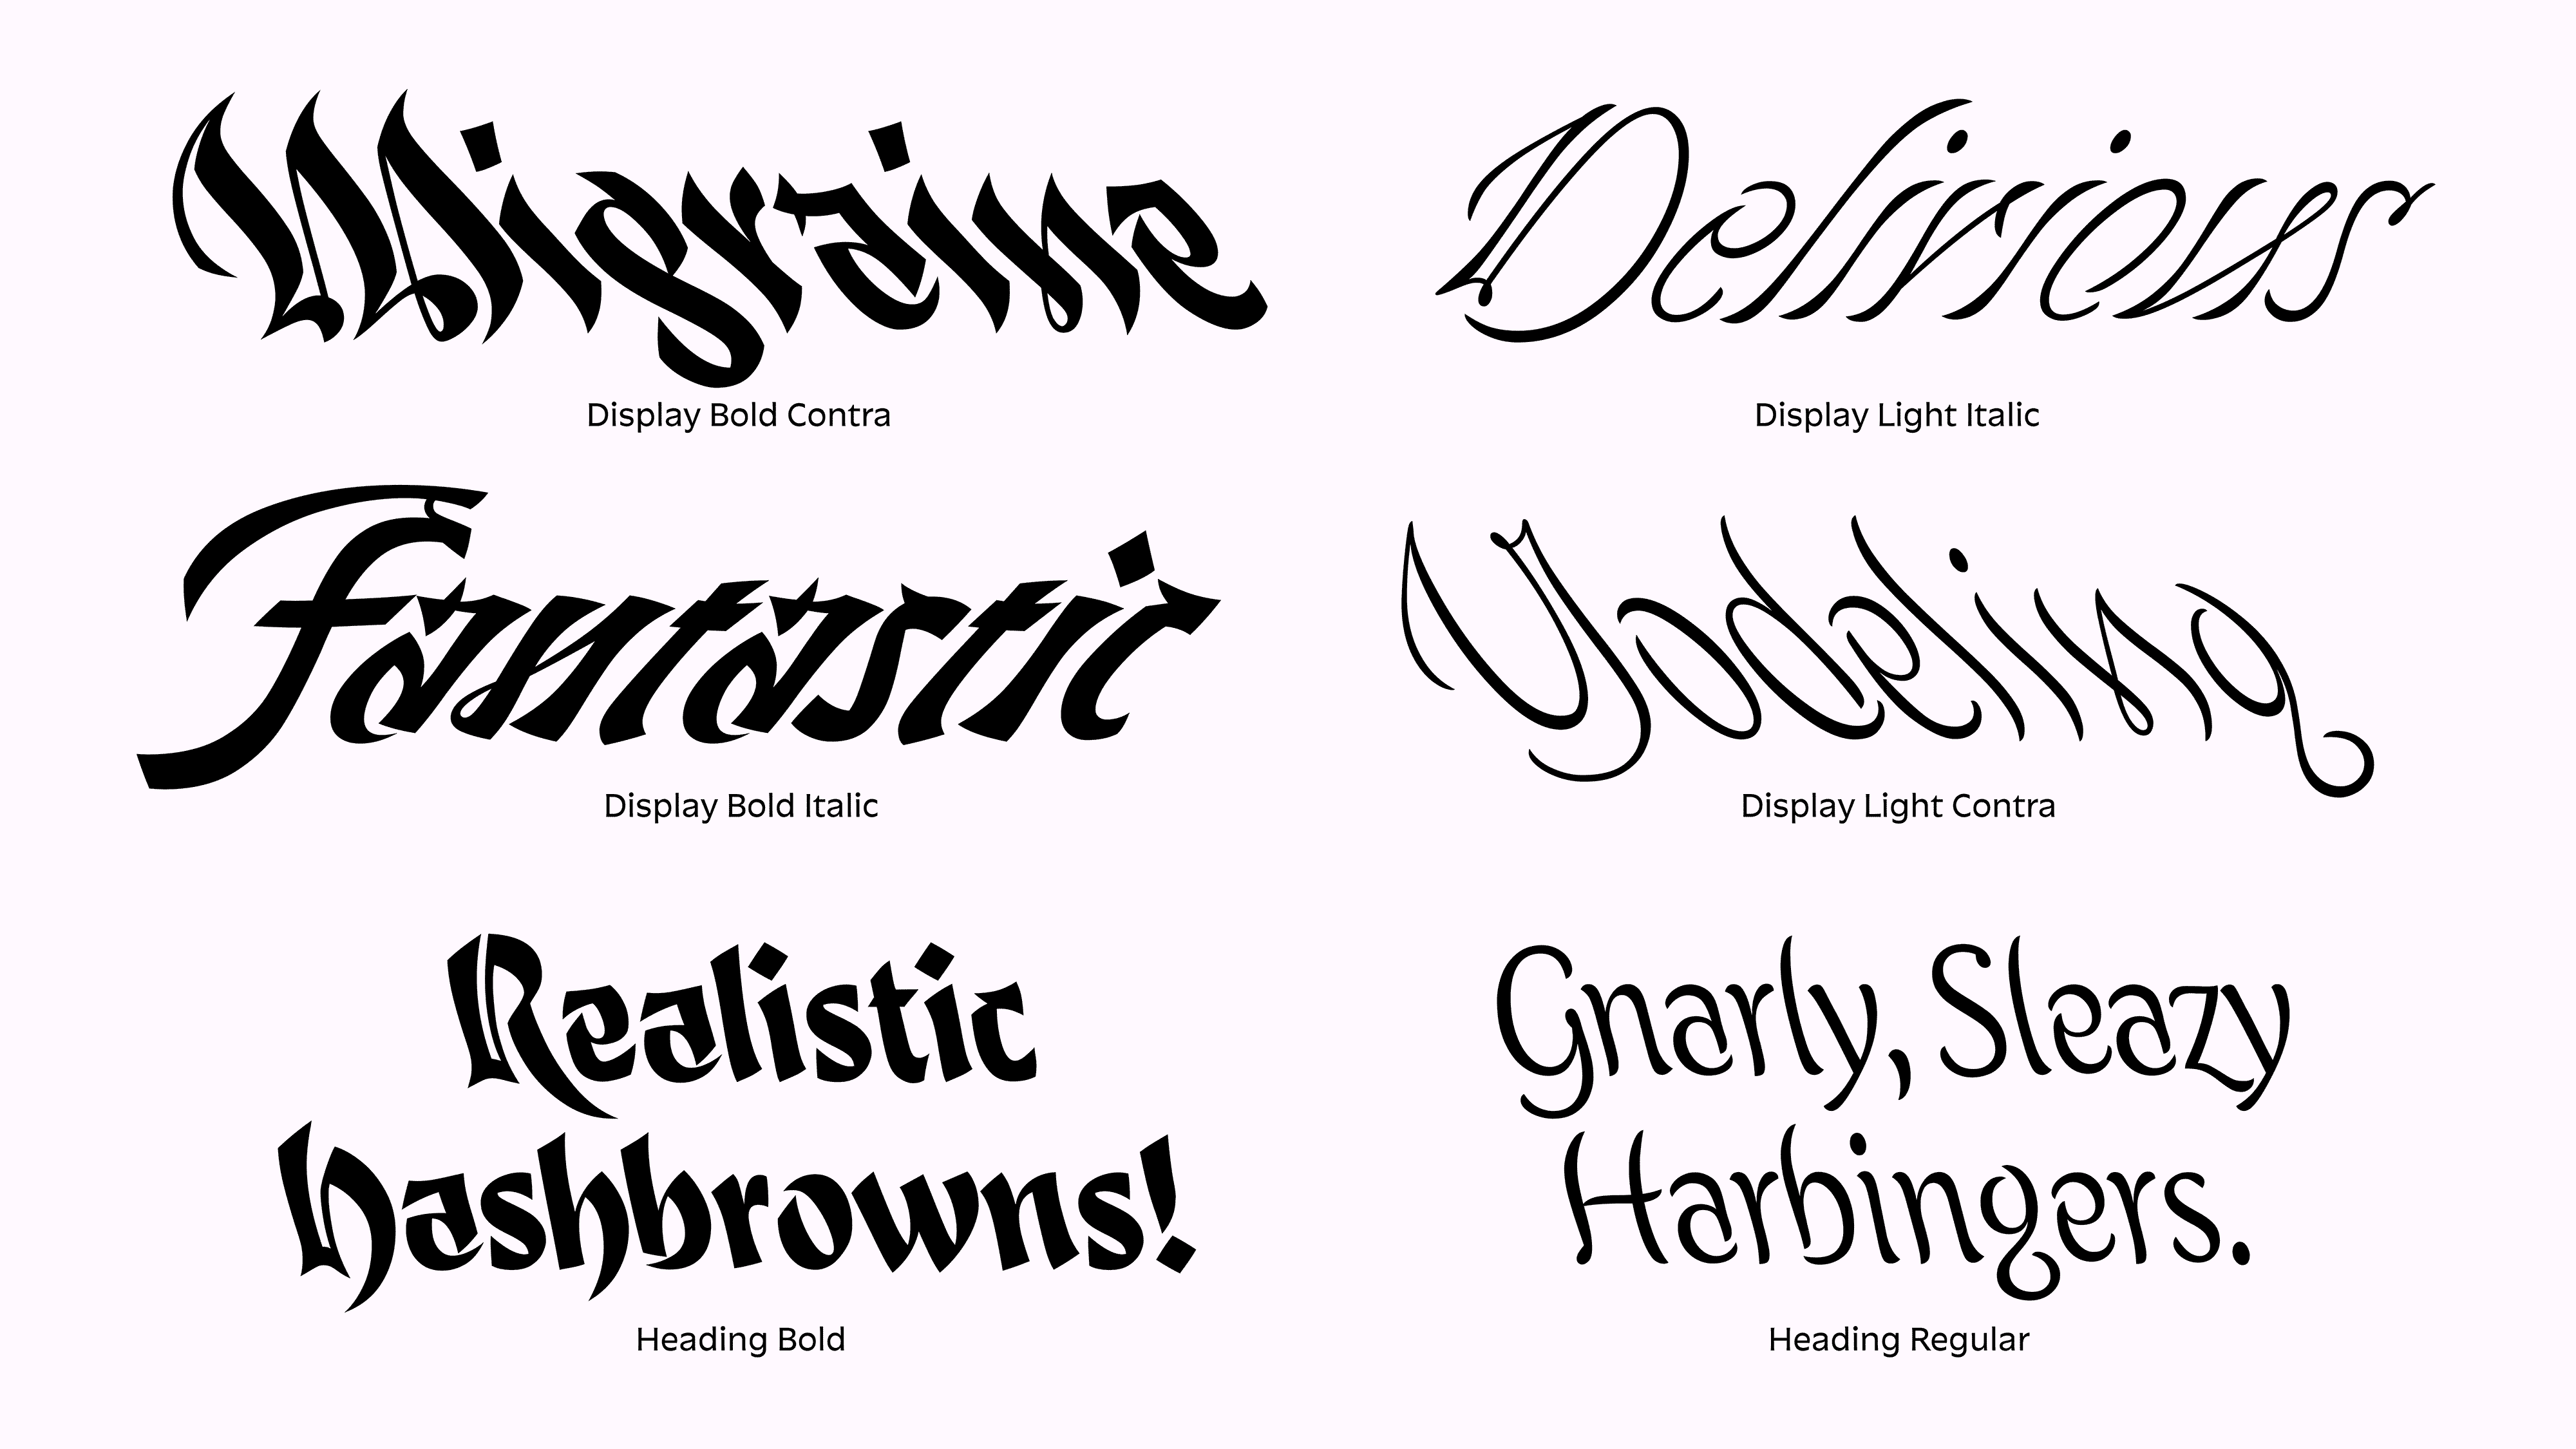 Migraine
Display Bold Contra
Delirious
Display Light Italic
Fantastic
Display Bold Italic
Yodeling
Display Light Contra
Realistic
Hashbrowns!
Heading Bold
Gnarly, Sleazy
Harbingers.
Heading Regular